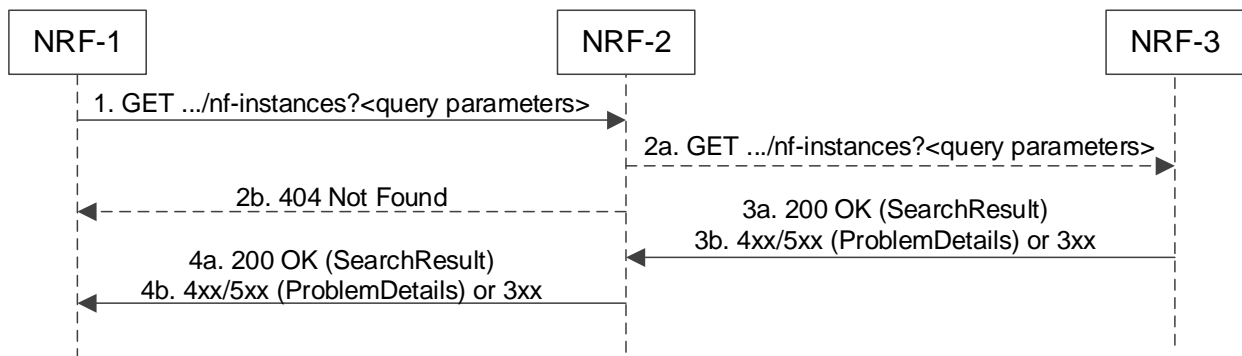 NRF-1
NRF-2
NRF-3
1. GET .../nf-instances?<query parameters>
2a. GET .../nf-instances?<query parameters>
2b. 404 Not Found
3a. 200 OK (SearchResult)
3b. 4xx/5xx (ProblemDetails) or 3xx
4a. 200 OK (SearchResult)
4b. 4xx/5xx (ProblemDetails) or 3xx